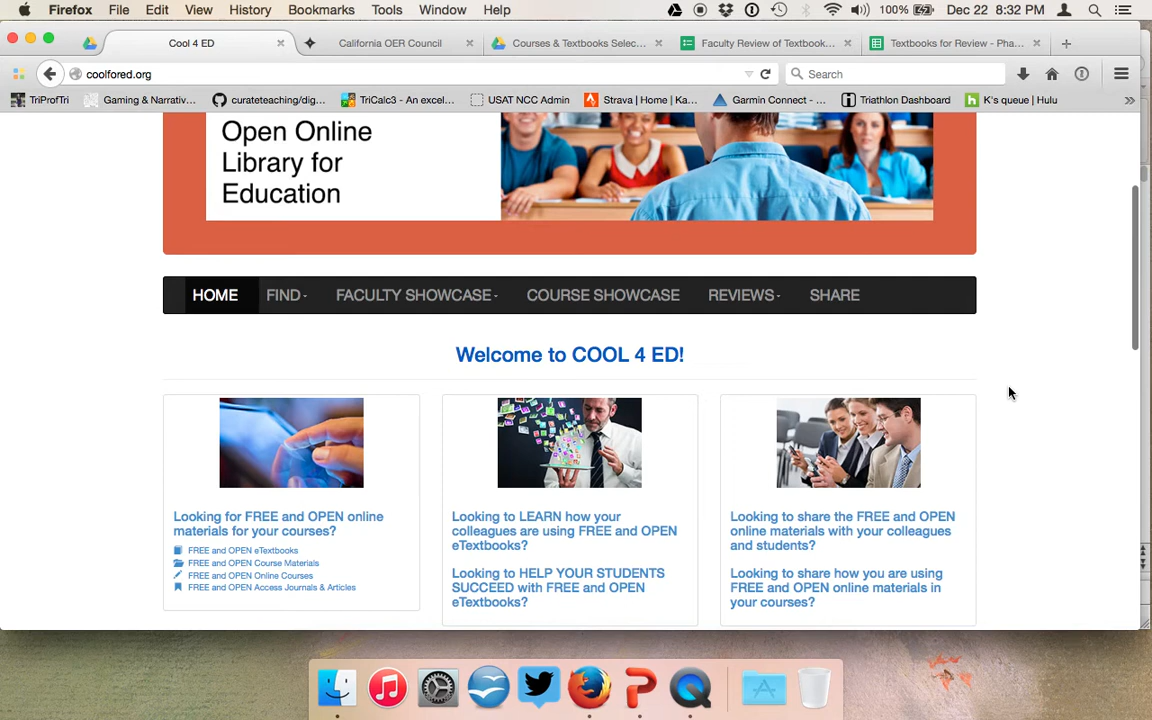 Firefox File Edit View History Bookmarks Tools Window Help 100% Dec 22 8:32 PM
Cool 4 ED California OER Council Courses & Textbooks Selec... Faculty Review of Textbook... Textbooks for Review - Pha...
coolfored.org Search
TriProfTri Gaming & Narrativ... curateteaching/dig... TriCalc3 - An excel... USAT NCC Admin Strava | Home | Ka... Garmin Connect - ... Triathlon Dashboard K's queue | Hulu
Open Online
Library for
Education
HOME FIND FACULTY SHOWCASE COURSE SHOWCASE REVIEWS SHARE
Welcome to COOL 4 ED!
Looking for FREE and OPEN online
materials for your courses?
FREE and OPEN eTextbooks
FREE and OPEN Course Materials
FREE and OPEN Online Courses
FREE and OPEN Access Journals & Articles
Looking to LEARN how your
colleagues are using FREE and OPEN
eTextbooks?
Looking to HELP YOUR STUDENTS
SUCCEED with FREE and OPEN
eTextbooks?
Looking to share the FREE and OPEN
online materials with your colleagues
and students?
Looking to share how you are using
FREE and OPEN online materials in
your courses?